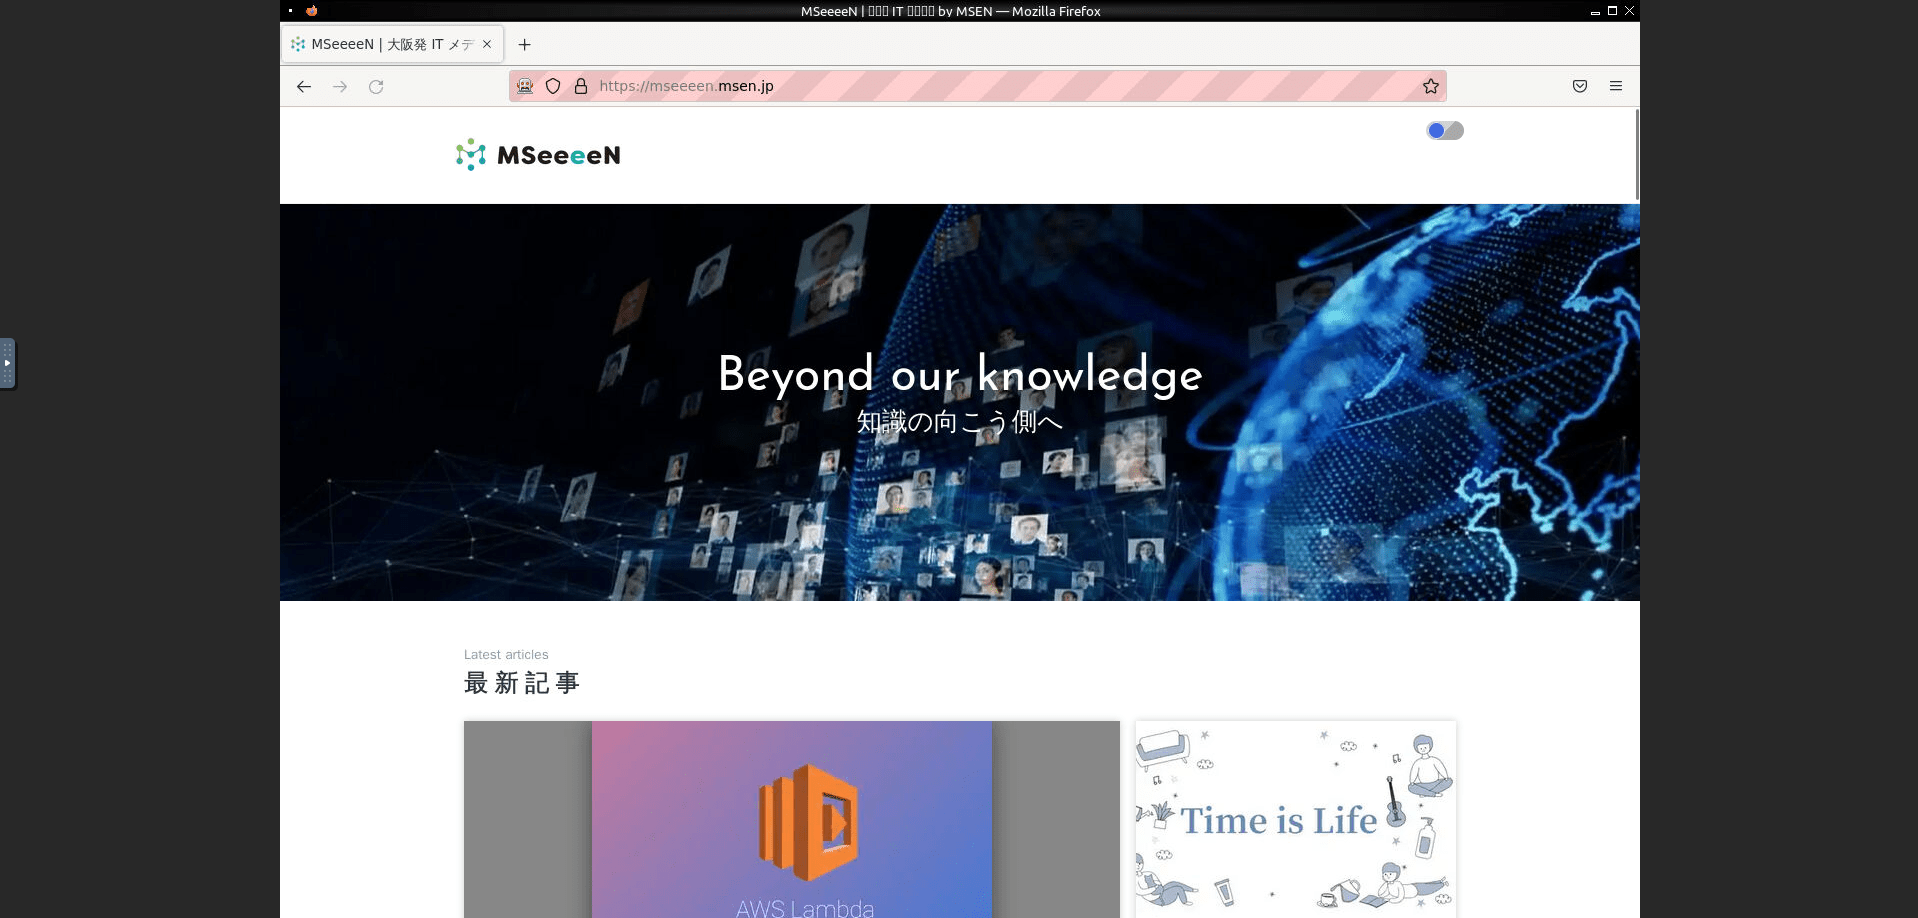 MSeeeeN | 𛲢𛲢𛲢 IT 𛲢𛲢𛲢𛲢 by MSEN — Mozilla Firefox
MSeeeeN | 大阪発 IT メデ
https://mseeeen.msen.jp
MSeeeeN
Beyond our knowledge
知識の向こう側へ
Latest articles
最新記事
Time is Life
AWS Lambda